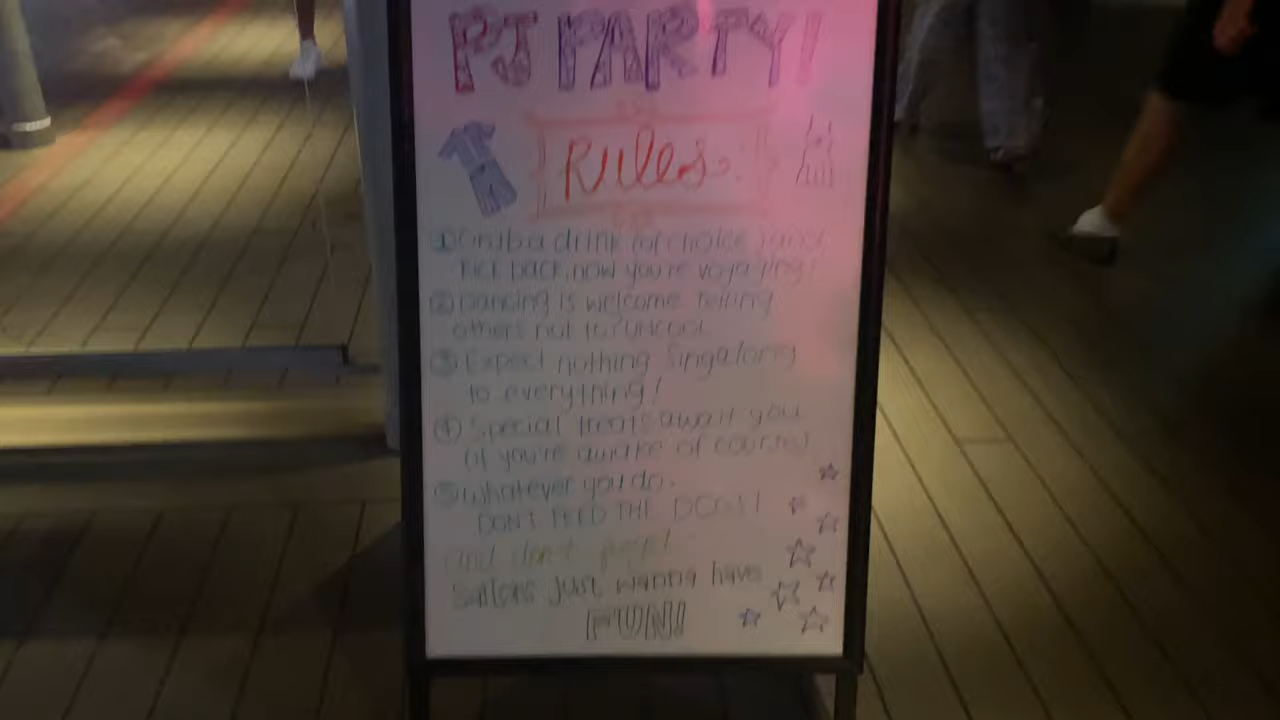 PJ PARTY!
Rules:
① Grab a drink (of choice) and
kick back, now you're voyaging!
② Dancing is welcome telling
others not to? UNCOOL
③ Expect nothing Singalong
to everything!
④ Special treats await you
(if you're awake of course)
⑤ Whatever you do,
DON'T FEED THE
and don't forget
Sailors just wanna have
FUN!